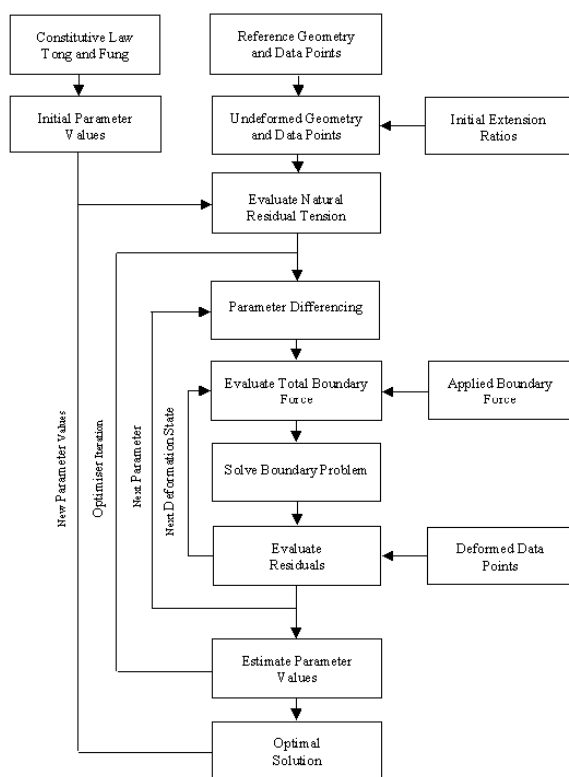 Constitutive Law
Tong and Fung
Reference Geometry
and Data Points
Initial Parameter
Values
Undeformed Geometry
and Data Points
Initial Extension
Ratios
Evaluate Natural
Residual Tension
Parameter Differencing
Evaluate Total Boundary
Force
Applied Boundary
Force
Solve Boundary Problem
Evaluate
Residuals
Deformed Data
Points
Estimate Parameter
Values
Optimal
Solution
New Parameter Values
Optimiser Iteration
Next Parameter
Next Deformation State